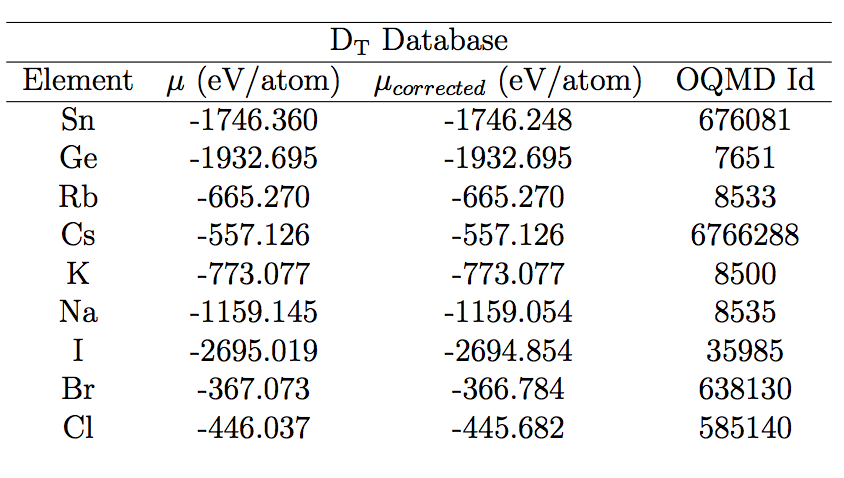 D_T Database
Element μ (eV/atom) μ_corrected (eV/atom) OQMD Id
Sn -1746.360 -1746.248 676081
Ge -1932.695 -1932.695 7651
Rb -665.270 -665.270 8533
Cs -557.126 -557.126 6766288
K -773.077 -773.077 8500
Na -1159.145 -1159.054 8535
I -2695.019 -2694.854 35985
Br -367.073 -366.784 638130
Cl -446.037 -445.682 585140